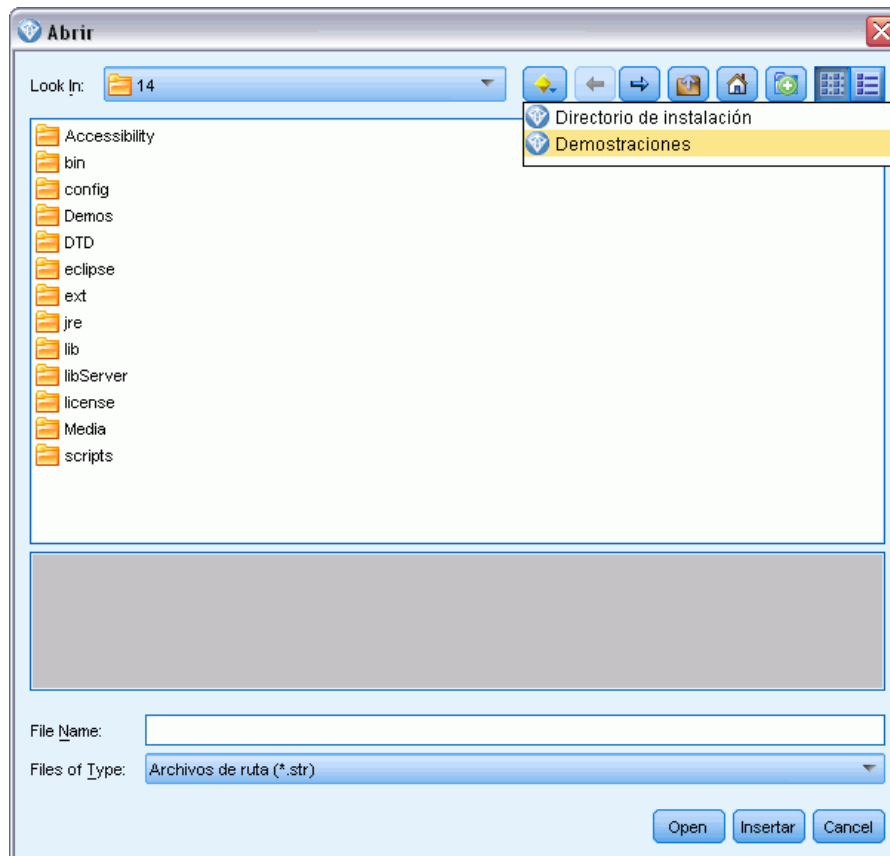 Abrir
Look In: 14
Directorio de instalación
Demostraciones
Accessibility
bin
config
Demos
DTD
eclipse
ext
jre
lib
libServer
license
Media
scripts
File Name:
Files of Type: Archivos de ruta (*.str)
Open Insertar Cancel